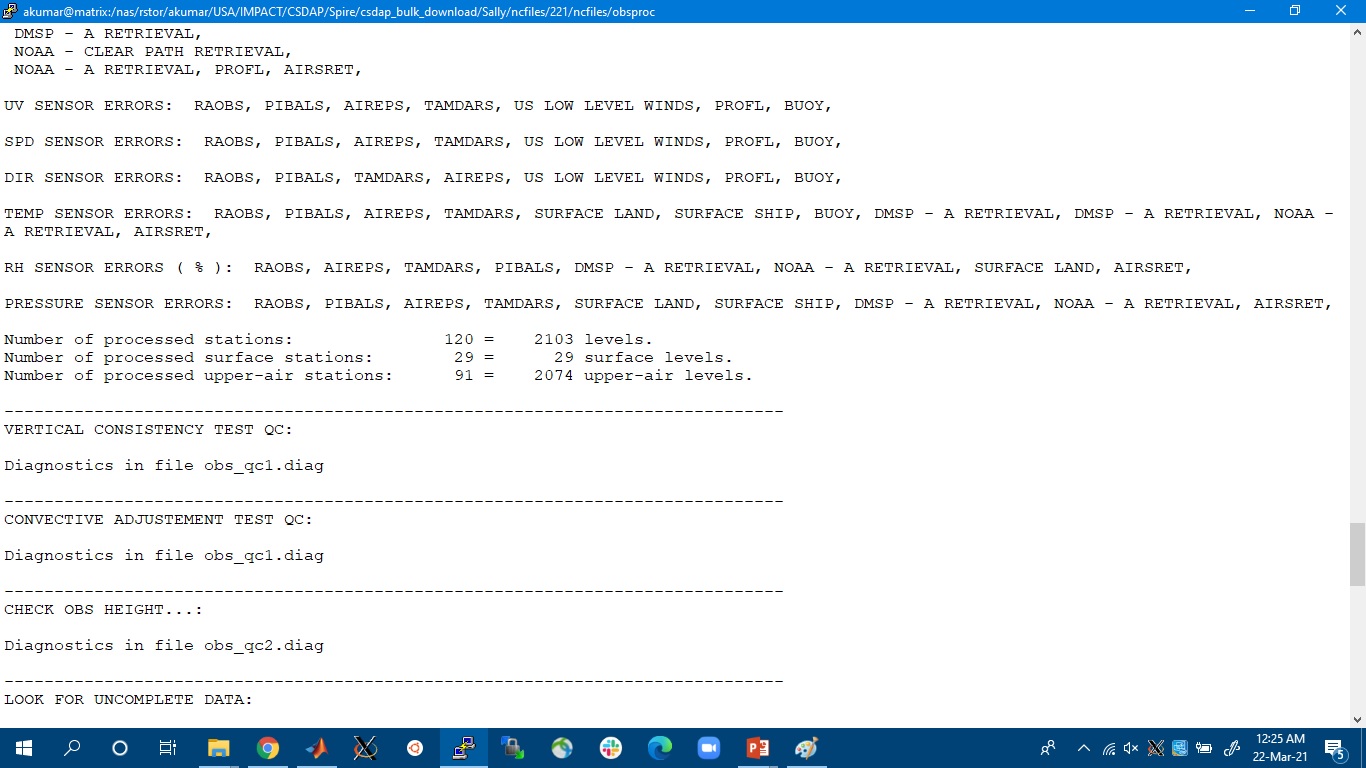 akumar@matrix:/nas/rstor/akumar/USA/IMPACT/CSDAP/Spire/csdap_bulk_download/Sally/ncfiles/221/ncfiles/obsproc
DMSP - A RETRIEVAL,
NOAA - CLEAR PATH RETRIEVAL,
NOAA - A RETRIEVAL, PROFL, AIRSRET,
UV SENSOR ERRORS:  RAOBS, PIBALS, AIREPS, TAMDARS, US LOW LEVEL WINDS, PROFL, BUOY,
SPD SENSOR ERRORS:  RAOBS, PIBALS, AIREPS, TAMDARS, US LOW LEVEL WINDS, PROFL, BUOY,
DIR SENSOR ERRORS:  RAOBS, PIBALS, TAMDARS, AIREPS, US LOW LEVEL WINDS, PROFL, BUOY,
TEMP SENSOR ERRORS:  RAOBS, PIBALS, AIREPS, TAMDARS, SURFACE LAND, SURFACE SHIP, BUOY, DMSP - A RETRIEVAL, DMSP - A RETRIEVAL, NOAA -
A RETRIEVAL, AIRSRET,
RH SENSOR ERRORS ( % ):  RAOBS, AIREPS, TAMDARS, PIBALS, DMSP - A RETRIEVAL, NOAA - A RETRIEVAL, SURFACE LAND, AIRSRET,
PRESSURE SENSOR ERRORS:  RAOBS, PIBALS, AIREPS, TAMDARS, SURFACE LAND, SURFACE SHIP, DMSP - A RETRIEVAL, NOAA - A RETRIEVAL, AIRSRET,
Number of processed stations:               120 =    2103 levels.
Number of processed surface stations:        29 =      29 surface levels.
Number of processed upper-air stations:      91 =    2074 upper-air levels.
------------------------------------------------------------------------------
VERTICAL CONSISTENCY TEST QC:
Diagnostics in file obs_qc1.diag
------------------------------------------------------------------------------
CONVECTIVE ADJUSTEMENT TEST QC:
Diagnostics in file obs_qc1.diag
------------------------------------------------------------------------------
CHECK OBS HEIGHT...:
Diagnostics in file obs_qc2.diag
------------------------------------------------------------------------------
LOOK FOR UNCOMPLETE DATA:
12:25 AM
22-Mar-21
5